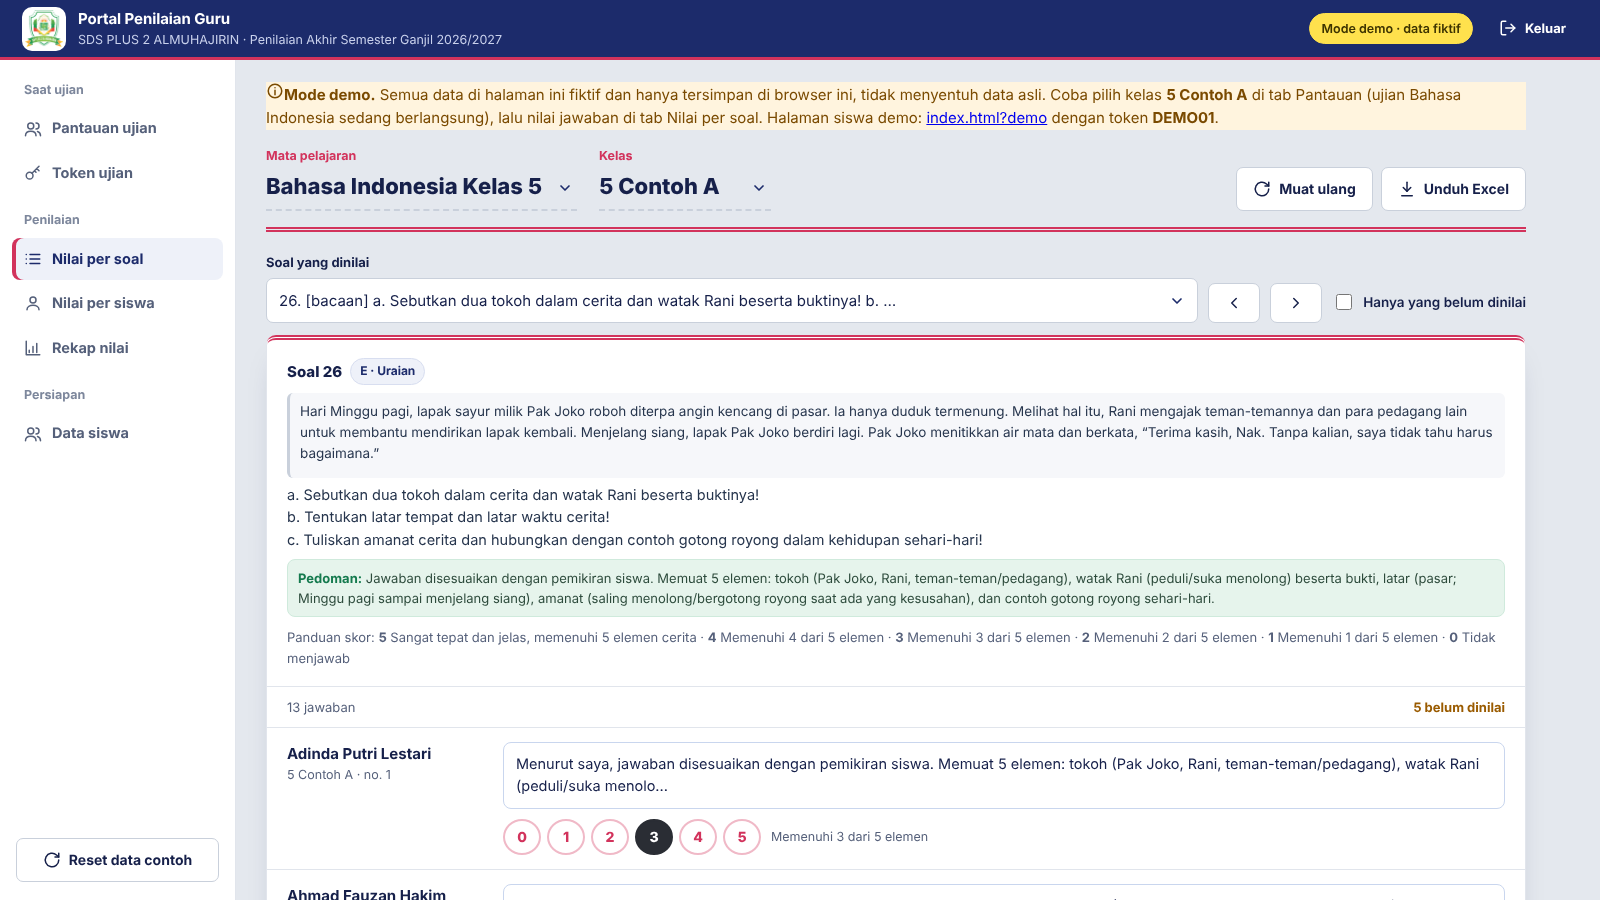 Portal Penilaian Guru
SDS PLUS 2 ALMUHAJIRIN · Penilaian Akhir Semester Ganjil 2026/2027
Mode demo · data fiktif
Keluar
Saat ujian
Pantauan ujian
Token ujian
Penilaian
Nilai per soal
Nilai per siswa
Rekap nilai
Persiapan
Data siswa
Reset data contoh
Mode demo. Semua data di halaman ini fiktif dan hanya tersimpan di browser ini, tidak menyentuh data asli. Coba pilih kelas 5 Contoh A di tab Pantauan (ujian Bahasa
Indonesia sedang berlangsung), lalu nilai jawaban di tab Nilai per soal. Halaman siswa demo: index.html?demo dengan token DEMO01.
Mata pelajaran
Kelas
Bahasa Indonesia Kelas 5
5 Contoh A
Muat ulang
Unduh Excel
Soal yang dinilai
26. [bacaan] a. Sebutkan dua tokoh dalam cerita dan watak Rani beserta buktinya! b. ...
Hanya yang belum dinilai
Soal 26
E · Uraian
Hari Minggu pagi, lapak sayur milik Pak Joko roboh diterpa angin kencang di pasar. Ia hanya duduk termenung. Melihat hal itu, Rani mengajak teman-temannya dan para pedagang lain
untuk membantu mendirikan lapak kembali. Menjelang siang, lapak Pak Joko berdiri lagi. Pak Joko menitikkan air mata dan berkata, “Terima kasih, Nak. Tanpa kalian, saya tidak tahu harus
bagaimana.”
a. Sebutkan dua tokoh dalam cerita dan watak Rani beserta buktinya!
b. Tentukan latar tempat dan latar waktu cerita!
c. Tuliskan amanat cerita dan hubungkan dengan contoh gotong royong dalam kehidupan sehari-hari!
Pedoman: Jawaban disesuaikan dengan pemikiran siswa. Memuat 5 elemen: tokoh (Pak Joko, Rani, teman-teman/pedagang), watak Rani (peduli/suka menolong) beserta bukti, latar (pasar;
Minggu pagi sampai menjelang siang), amanat (saling menolong/bergotong royong saat ada yang kesusahan), dan contoh gotong royong sehari-hari.
Panduan skor: 5 Sangat tepat dan jelas, memenuhi 5 elemen cerita · 4 Memenuhi 4 dari 5 elemen · 3 Memenuhi 3 dari 5 elemen · 2 Memenuhi 2 dari 5 elemen · 1 Memenuhi 1 dari 5 elemen · 0 Tidak
menjawab
13 jawaban
5 belum dinilai
Adinda Putri Lestari
5 Contoh A · no. 1
Menurut saya, jawaban disesuaikan dengan pemikiran siswa. Memuat 5 elemen: tokoh (Pak Joko, Rani, teman-teman/pedagang), watak Rani
(peduli/suka menolo...
0 1 2 3 4 5 Memenuhi 3 dari 5 elemen
Ahmad Fauzan Hakim